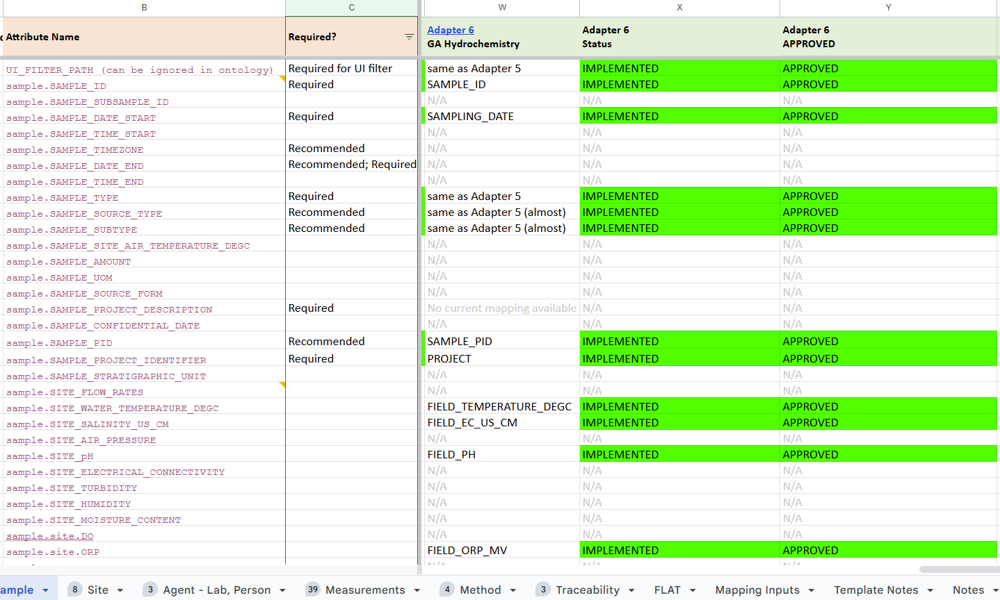 B C W X Y
Attribute Name Required? Adapter 6 GA Hydrochemistry Adapter 6 Status Adapter 6 APPROVED
UI_FILTER_PATH (can be ignored in ontology) Required for UI filter same as Adapter 5 IMPLEMENTED APPROVED
sample.SAMPLE_ID Required SAMPLE_ID IMPLEMENTED APPROVED
sample.SAMPLE_SUBSAMPLE_ID N/A N/A N/A
sample.SAMPLE_DATE_START Required SAMPLING_DATE IMPLEMENTED APPROVED
sample.SAMPLE_TIME_START N/A N/A N/A
sample.SAMPLE_TIMEZONE Recommended N/A N/A N/A
sample.SAMPLE_DATE_END Recommended; Required N/A N/A N/A
sample.SAMPLE_TIME_END N/A N/A N/A
sample.SAMPLE_TYPE Required same as Adapter 5 IMPLEMENTED APPROVED
sample.SAMPLE_SOURCE_TYPE Recommended same as Adapter 5 (almost) IMPLEMENTED APPROVED
sample.SAMPLE_SUBTYPE Recommended same as Adapter 5 (almost) IMPLEMENTED APPROVED
sample.SAMPLE_SITE_AIR_TEMPERATURE_DEGC N/A N/A N/A
sample.SAMPLE_AMOUNT N/A N/A N/A
sample.SAMPLE_UOM N/A N/A N/A
sample.SAMPLE_SOURCE_FORM N/A N/A N/A
sample.SAMPLE_PROJECT_DESCRIPTION Required No current mapping available N/A N/A
sample.SAMPLE_CONFIDENTIAL_DATE N/A N/A N/A
sample.SAMPLE_PID Recommended SAMPLE_PID IMPLEMENTED APPROVED
sample.SAMPLE_PROJECT_IDENTIFIER Required PROJECT IMPLEMENTED APPROVED
sample.SAMPLE_STRATIGRAPHIC_UNIT N/A N/A N/A
sample.SITE_FLOW_RATES N/A N/A N/A
sample.SITE_WATER_TEMPERATURE_DEGC FIELD_TEMPERATURE_DEGC IMPLEMENTED APPROVED
sample.SITE_SALINITY_US_CM FIELD_EC_US_CM IMPLEMENTED APPROVED
sample.SITE_AIR_PRESSURE N/A N/A N/A
sample.SITE_pH FIELD_PH IMPLEMENTED APPROVED
sample.SITE_ELECTRICAL_CONNECTIVITY N/A N/A N/A
sample.SITE_TURBIDITY N/A N/A N/A
sample.SITE_HUMIDITY N/A N/A N/A
sample.SITE_MOISTURE_CONTENT N/A N/A N/A
sample.site.DO N/A N/A N/A
sample.site.ORP FIELD_ORP_MV IMPLEMENTED APPROVED
N/A N/A N/A
ample 8 Site 3 Agent - Lab, Person 39 Measurements 4 Method 3 Traceability FLAT Mapping Inputs Template Notes Notes